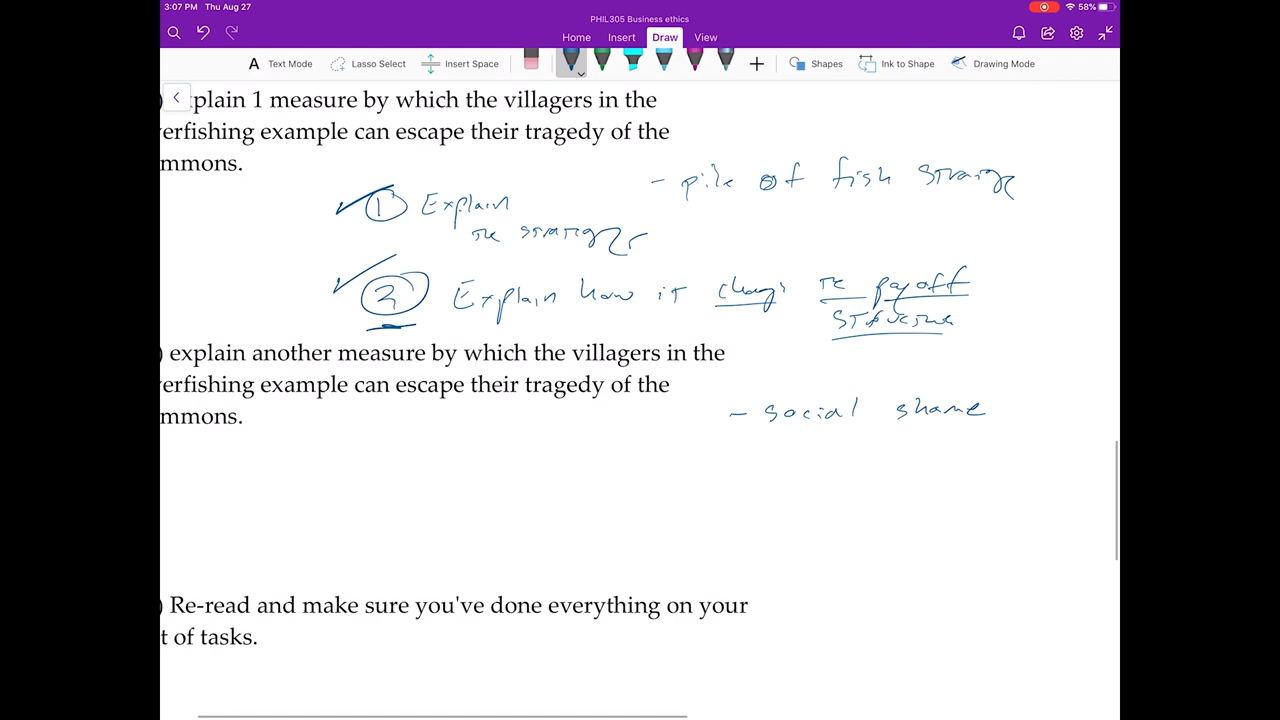 3:07 PM Thu Aug 27
58%
PHIL305 Business ethics
Home Insert Draw View
Text Mode Lasso Select Insert Space Shapes Ink to Shape Drawing Mode
) explain 1 measure by which the villagers in the
erfishing example can escape their tragedy of the
mmons.
- pile of fish strategy
1 Explain
the strategy
2 Explain how it changes the payoff
structure
) explain another measure by which the villagers in the
erfishing example can escape their tragedy of the
mmons.
- social shame
) Re-read and make sure you've done everything on your
t of tasks.